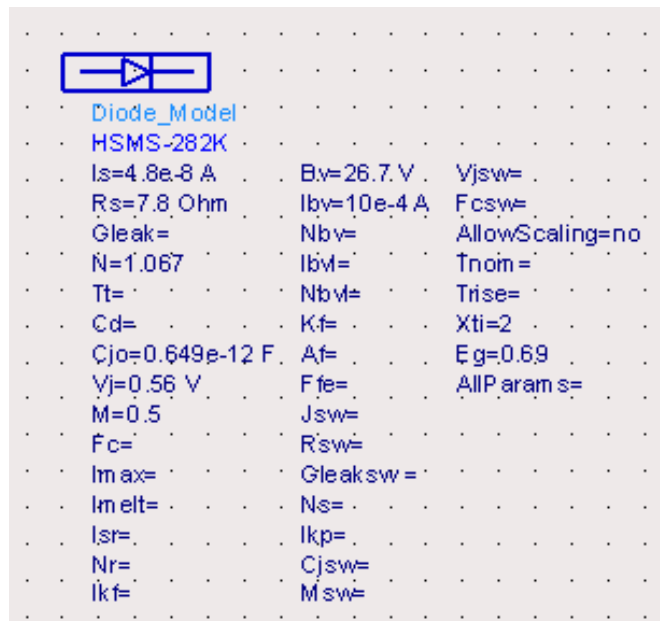 Diode_Model
HSMS-282K
Is=4.8e-8 A
Rs=7.8 Ohm
Gleak=
N=1.067
Tt=
Cd=
Cjo=0.649e-12 F
Vj=0.56 V
M=0.5
Fc=
Imax=
Imelt=
Isr=
Nr=
Ikf=
Bv=26.7 V
Ibv=10e-4 A
Nbv=
Ibvl=
Nbvl=
Kf=
Af=
Ffe=
Jsw=
Rsw=
Gleaksw=
Ns=
Ikp=
Cjsw=
Msw=
Vjsw=
Fcsw=
AllowScaling=no
Tnom=
Trise=
Xti=2
Eg=0.69
AllParams=